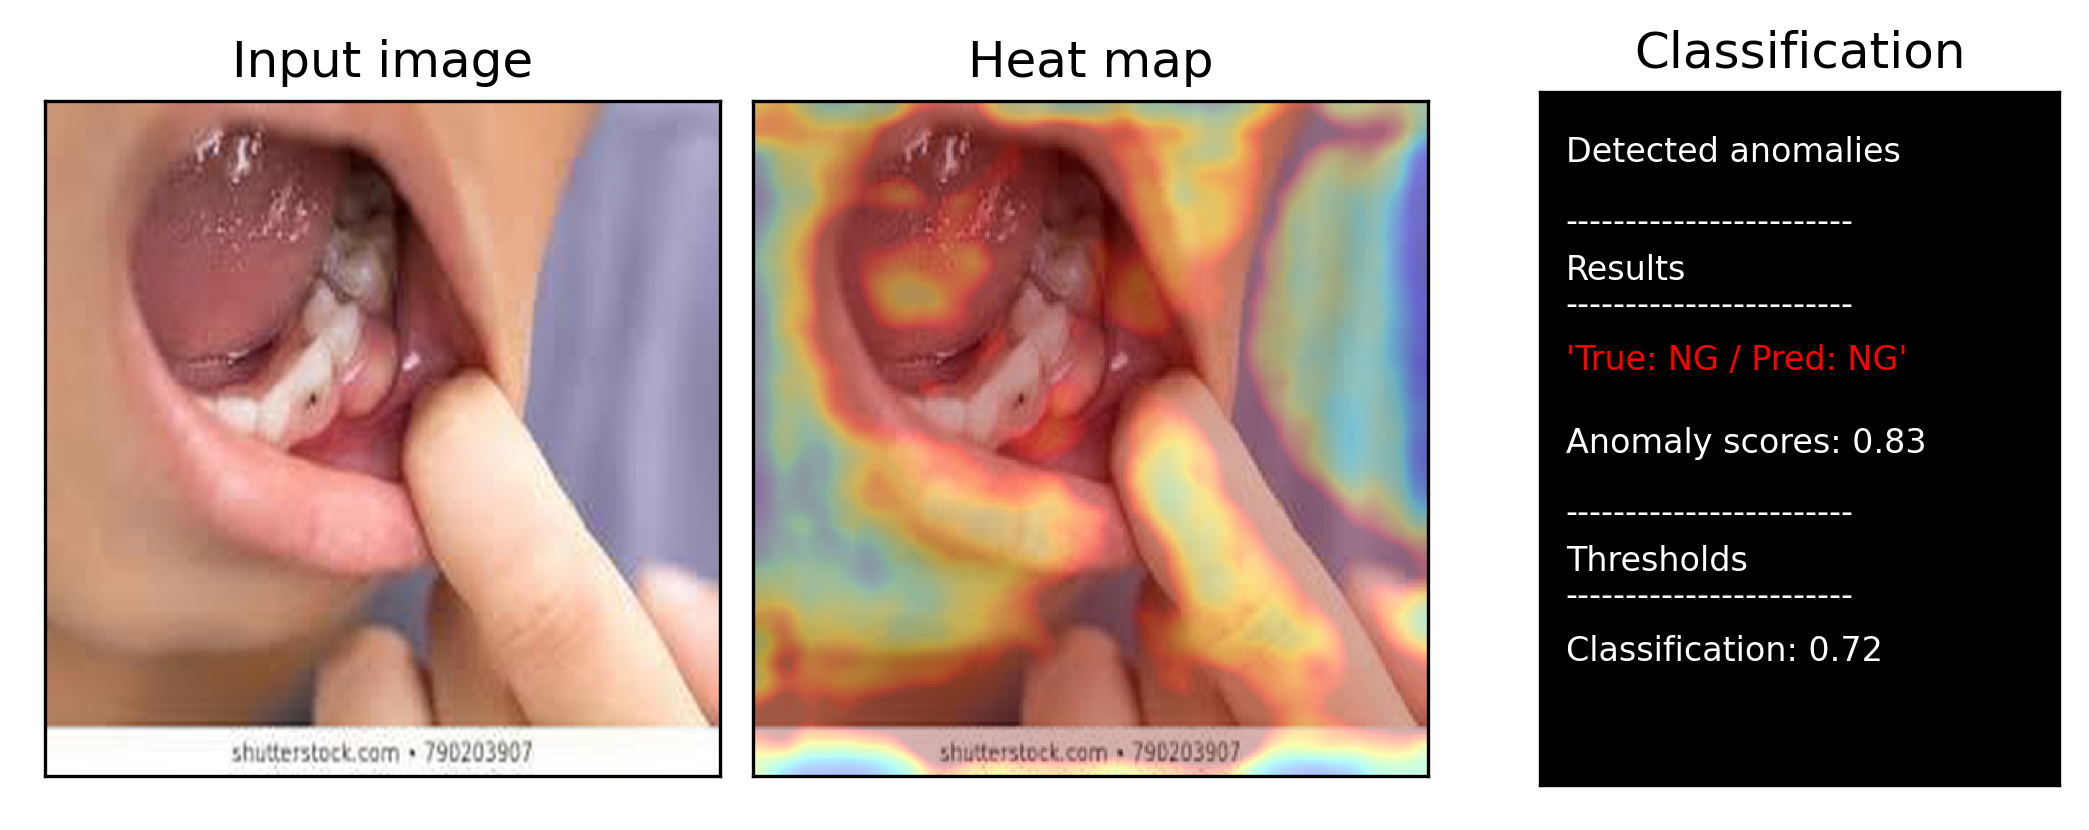 Input image
Heat map
Classification
shutterstock.com • 790203907
shutterstock.com • 790203907
Detected anomalies
------------------------
Results
------------------------
'True: NG / Pred: NG'
Anomaly scores: 0.83
------------------------
Thresholds
------------------------
Classification: 0.72